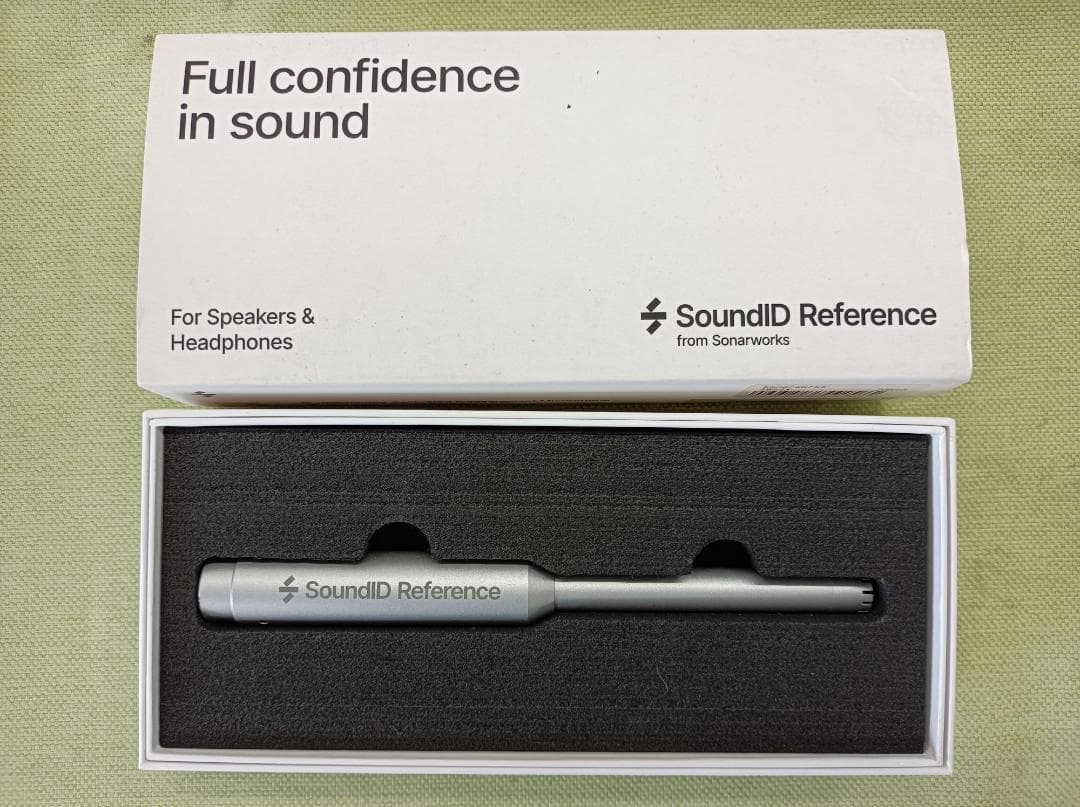 Full confidence
in sound
For Speakers &
Headphones
SoundID Reference
from Sonarworks
SoundID Reference